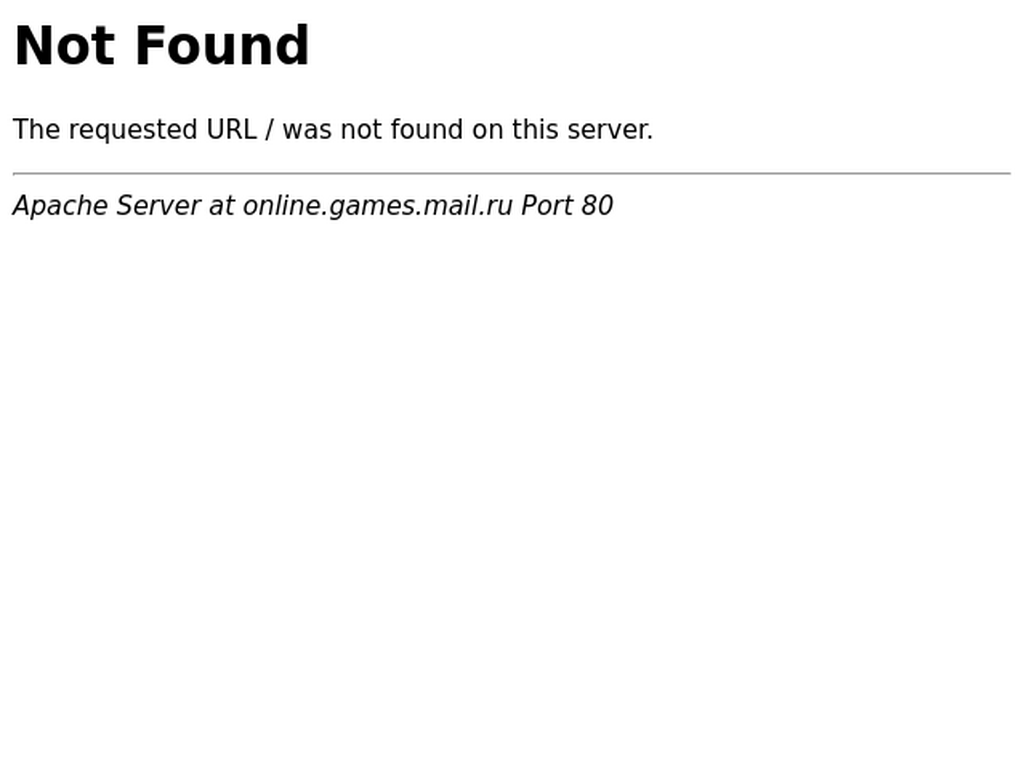 Not Found
The requested URL / was not found on this server.
Apache Server at online.games.mail.ru Port 80